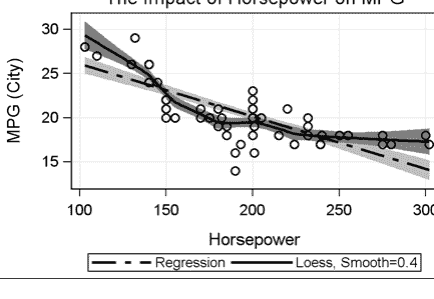 The Impact of Horsepower on MPG
MPG (City)
30
25
20
15
100 150 200 250 300
Horsepower
Regression Loess, Smooth=0.4